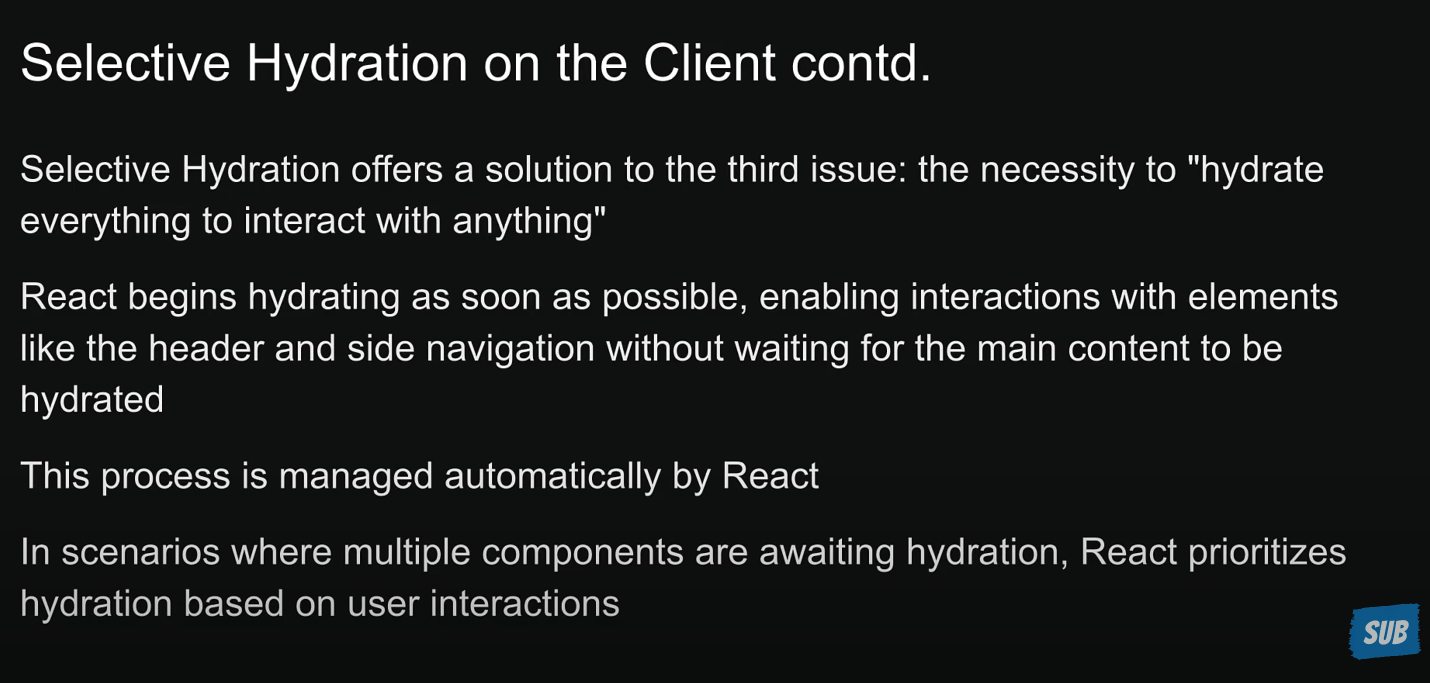 Selective Hydration on the Client contd.
Selective Hydration offers a solution to the third issue: the necessity to "hydrate
everything to interact with anything"
React begins hydrating as soon as possible, enabling interactions with elements
like the header and side navigation without waiting for the main content to be
hydrated
This process is managed automatically by React
In scenarios where multiple components are awaiting hydration, React prioritizes
hydration based on user interactions
SUB